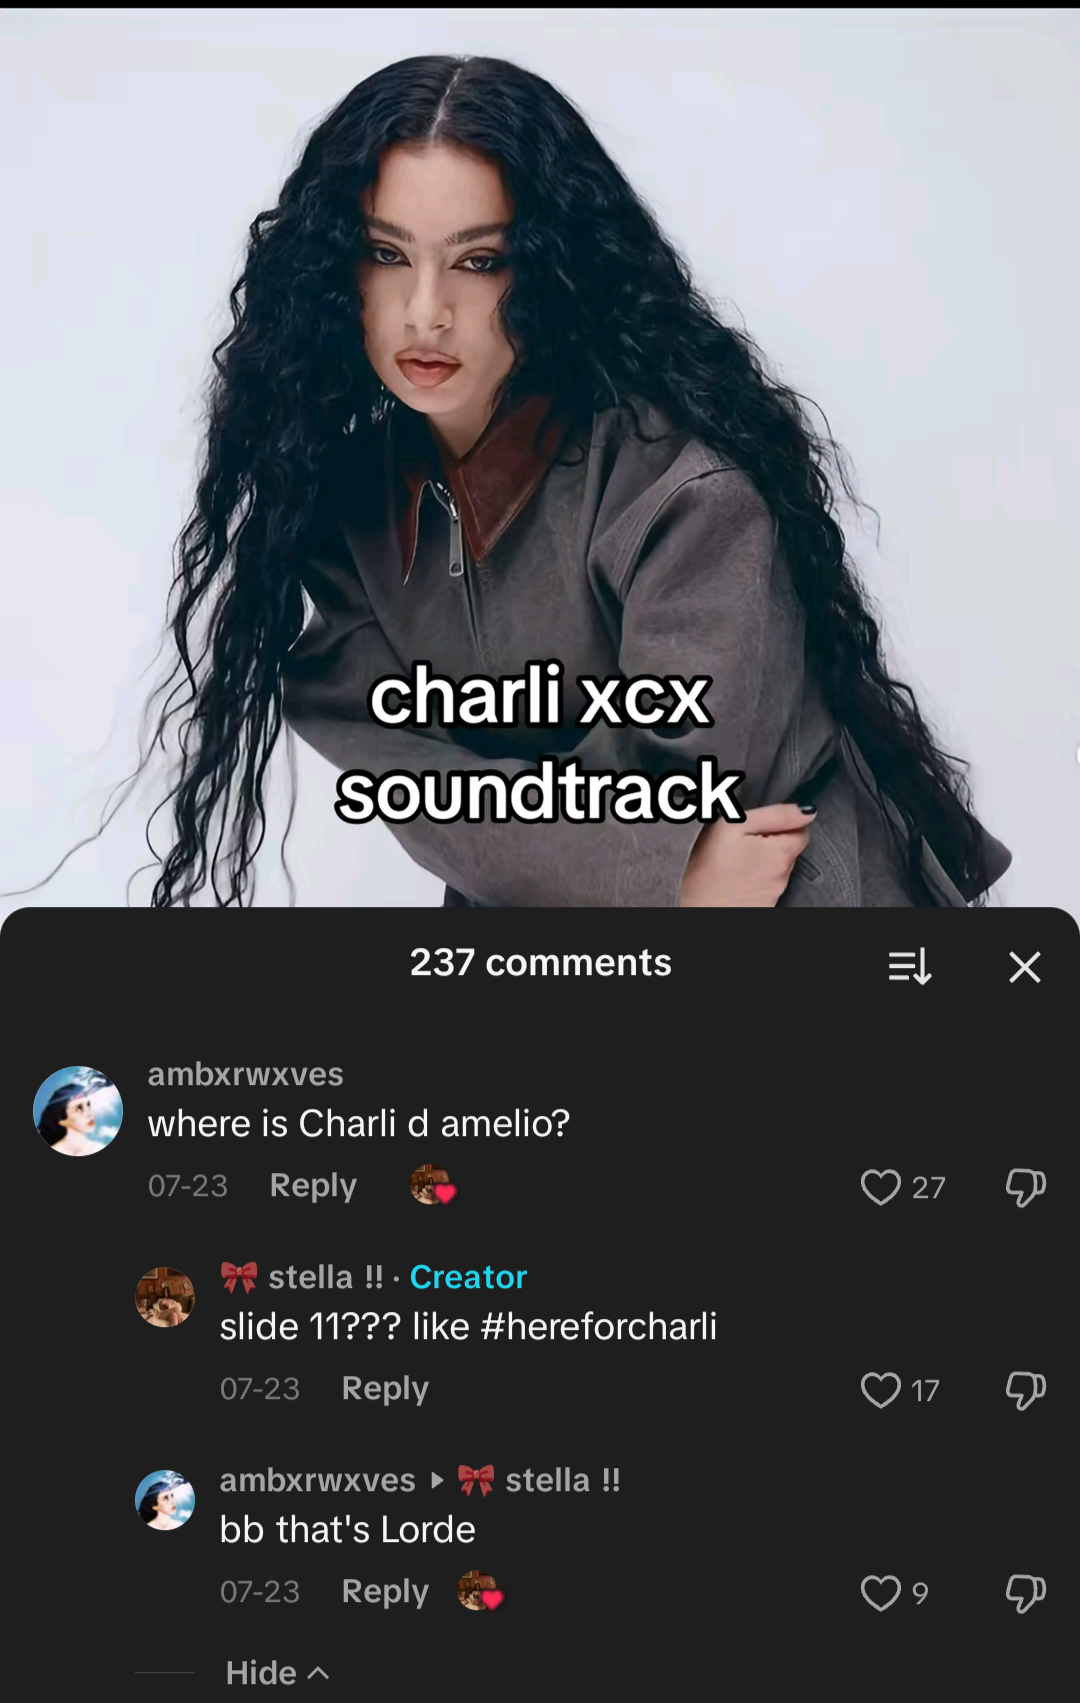 charli xcx
soundtrack
237 comments
ambxrwxves
where is Charli d amelio?
07-23 Reply 27
stella !! · Creator
slide 11??? like #hereforcharli
07-23 Reply 17
ambxrwxves stella !!
bb that's Lorde
07-23 Reply 9
Hide